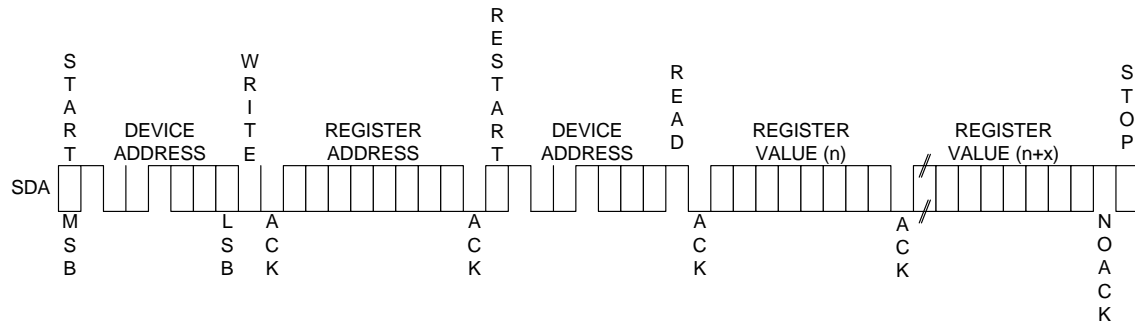 START
DEVICE
ADDRESS
WRITE
REGISTER
ADDRESS
RESTART
DEVICE
ADDRESS
READ
REGISTER
VALUE (n)
REGISTER
VALUE (n+x)
STOP
SDA
MSB
LSB
ACK
ACK
ACK
ACK
NOACK